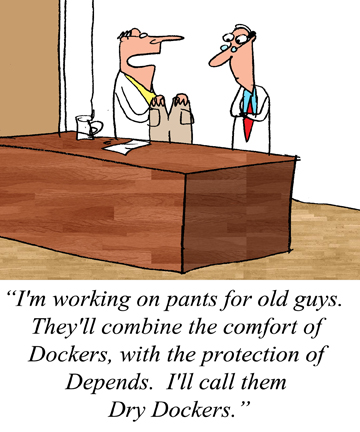 “I'm working on pants for old guys.
They'll combine the comfort of
Dockers, with the protection of
Depends.  I'll call them
Dry Dockers.”